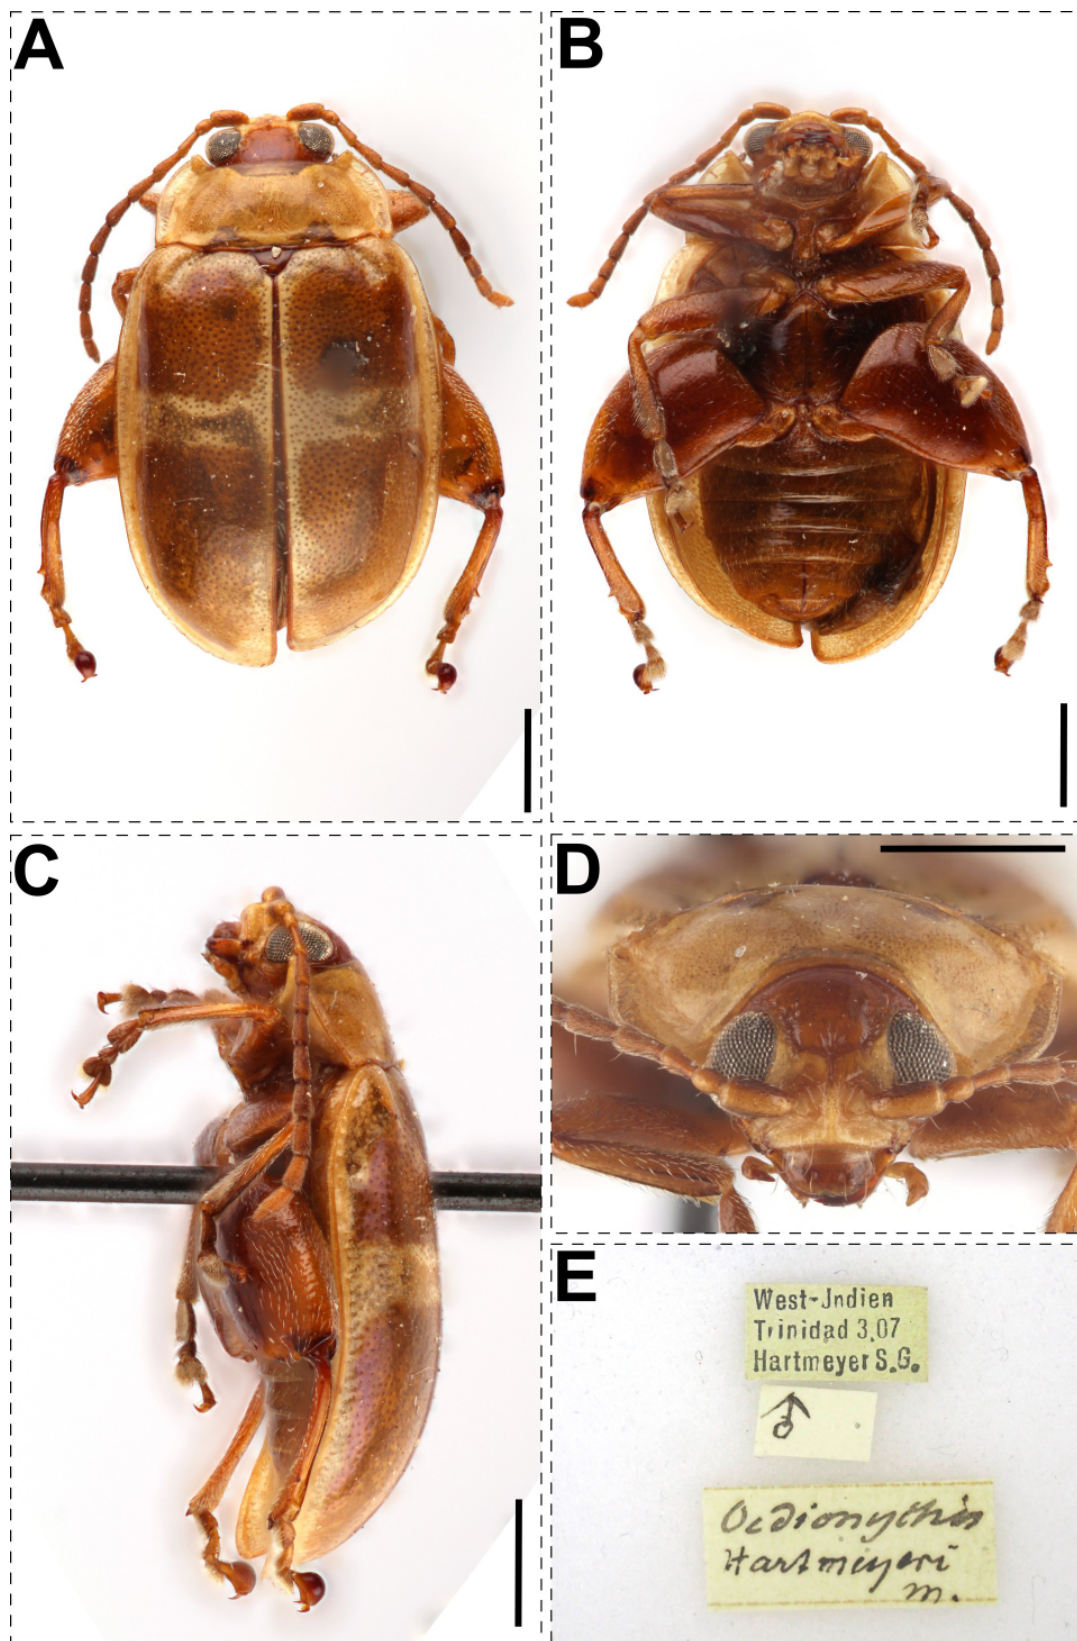 A
B
C
D
E
West-Jndien
Trinidad 3.07
Hartmeyer S.G.
♂
Oedionychis
Hartmeyeri
m.